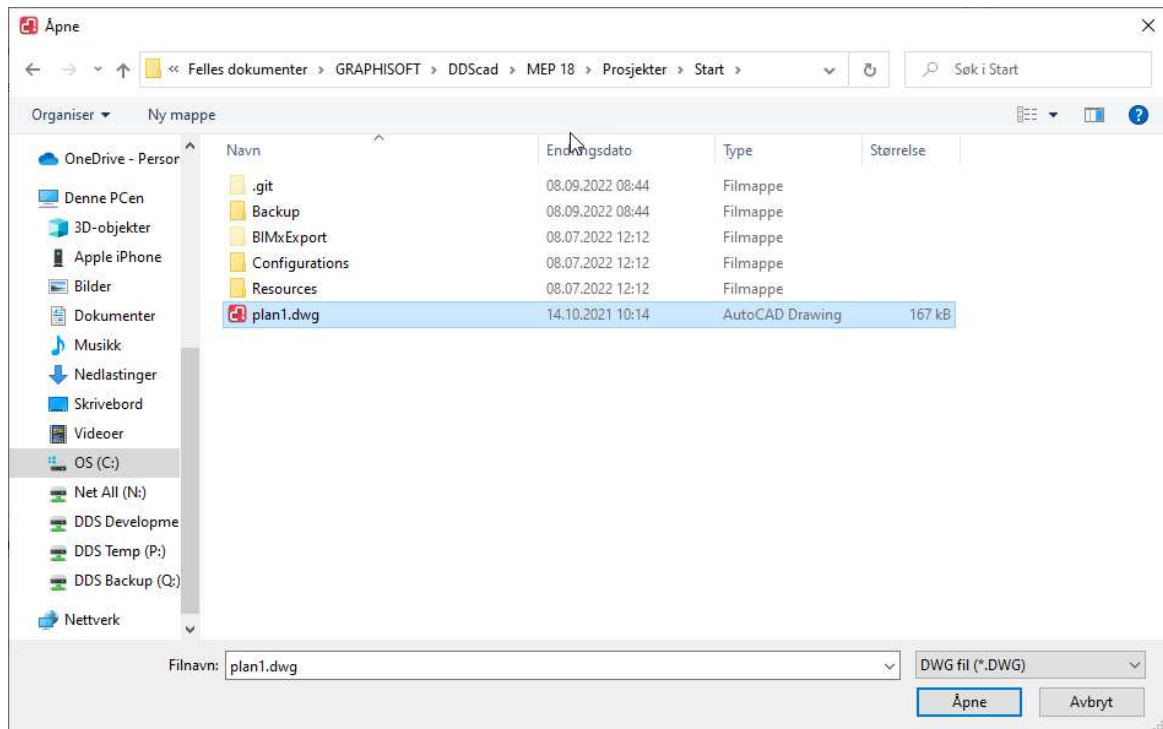 Åpne
« Felles dokumenter › GRAPHISOFT › DDScad › MEP 18 › Prosjekter › Start ›
Søk i Start
Organiser Ny mappe
Navn Endringsdato Type Størrelse
OneDrive - Person
Denne PCen
3D-objekter
Apple iPhone
Bilder
Dokumenter
Musikk
Nedlastinger
Skrivebord
Videoer
OS (C:)
Net All (N:)
DDS Developme
DDS Temp (P:)
DDS Backup (Q:)
Nettverk
.git 08.09.2022 08:44 Filmappe
Backup 08.09.2022 08:44 Filmappe
BIMxExport 08.07.2022 12:12 Filmappe
Configurations 08.07.2022 12:12 Filmappe
Resources 08.07.2022 12:12 Filmappe
plan1.dwg 14.10.2021 10:14 AutoCAD Drawing 167 kB
Filnavn: plan1.dwg DWG fil (*.DWG)
Åpne Avbryt